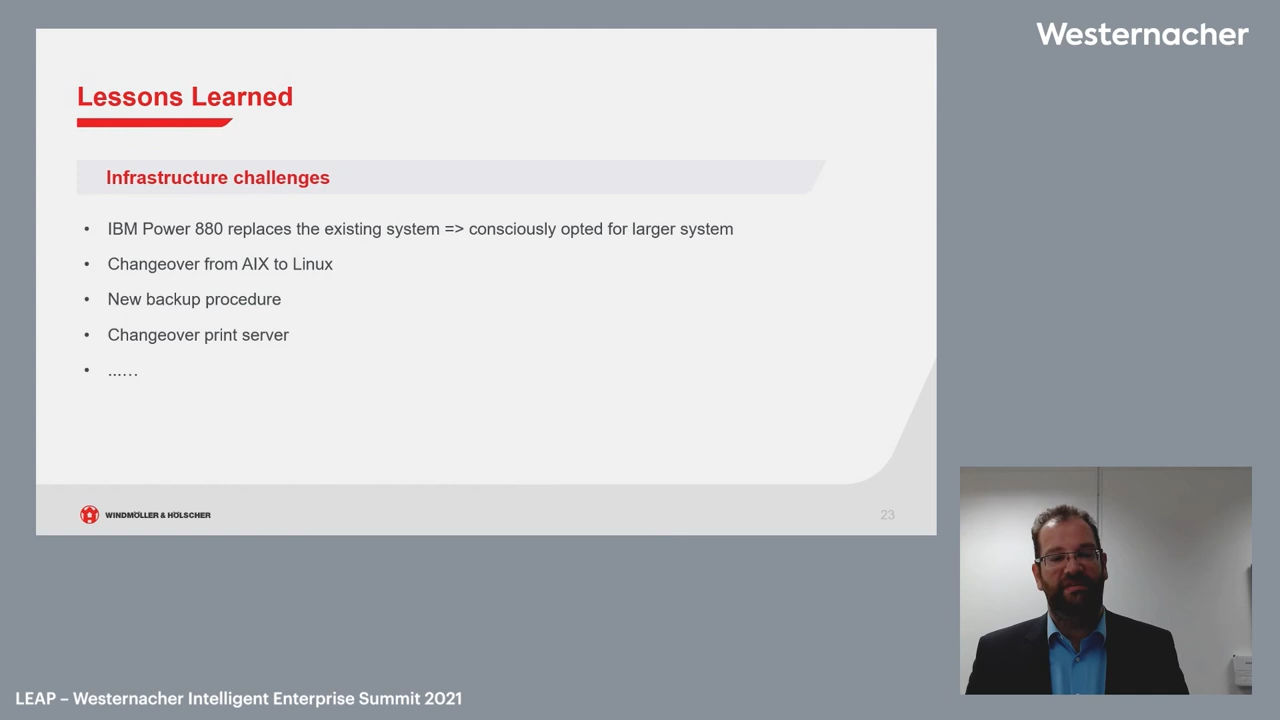 Westernacher
Lessons Learned
Infrastructure challenges
• IBM Power 880 replaces the existing system => consciously opted for larger system
• Changeover from AIX to Linux
• New backup procedure
• Changeover print server
• ...…
WINDMÖLLER & HÖLSCHER
23
LEAP – Westernacher Intelligent Enterprise Summit 2021